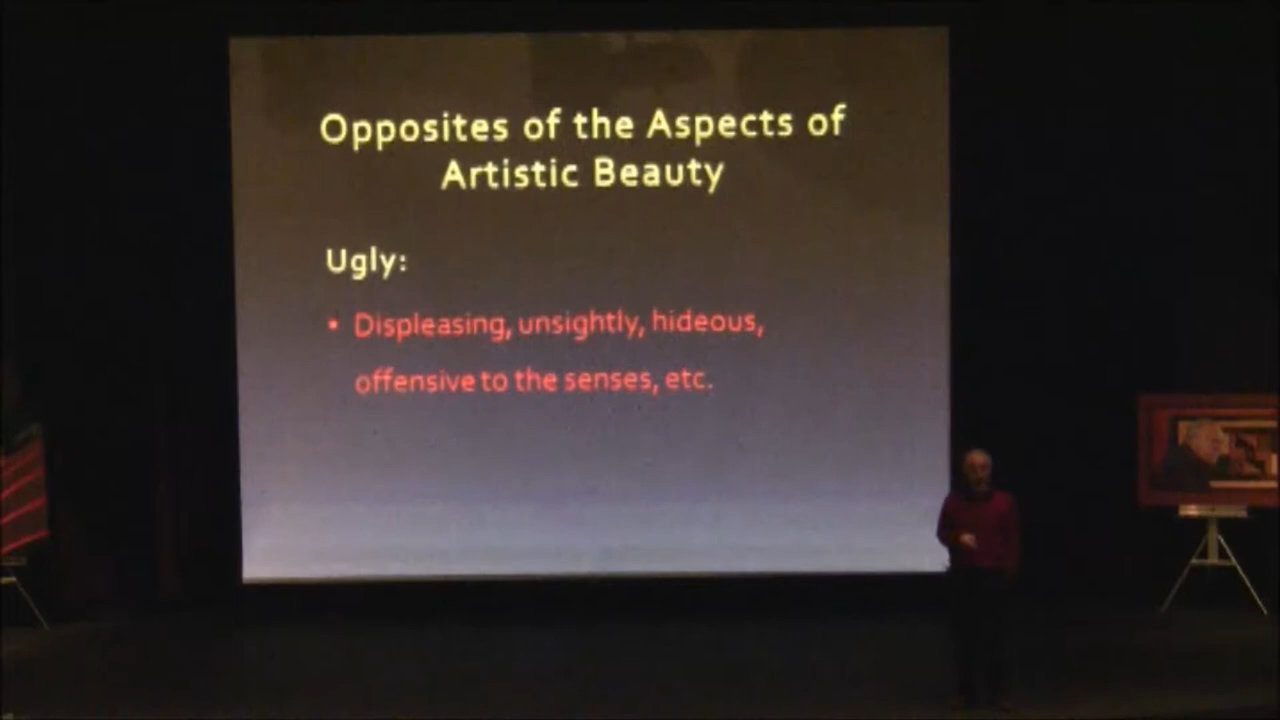 Opposites of the Aspects of
Artistic Beauty
Ugly:
• Displeasing, unsightly, hideous,
offensive to the senses, etc.